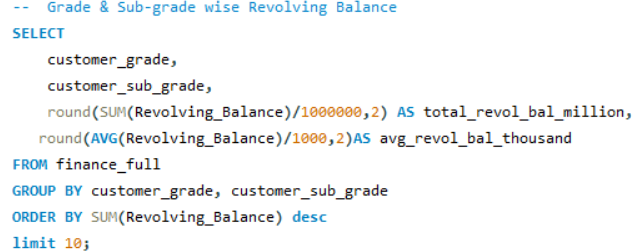 -- Grade & Sub-grade wise Revolving Balance
SELECT
customer_grade,
customer_sub_grade,
round(SUM(Revolving_Balance)/1000000,2) AS total_revol_bal_million,
round(AVG(Revolving_Balance)/1000,2)AS avg_revol_bal_thousand
FROM finance_full
GROUP BY customer_grade, customer_sub_grade
ORDER BY SUM(Revolving_Balance) desc
limit 10;